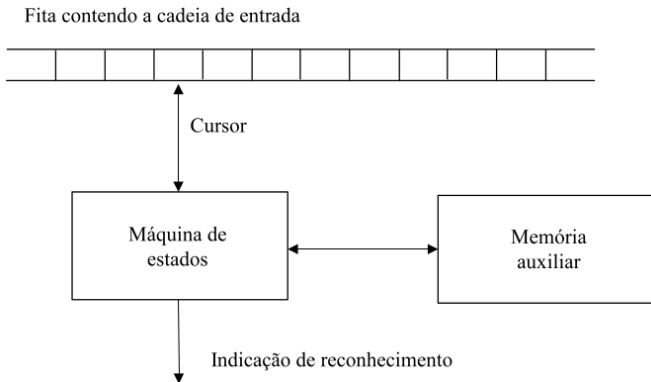 Fita contendo a cadeia de entrada
Cursor
Máquina de
estados
Memória
auxiliar
Indicação de reconhecimento